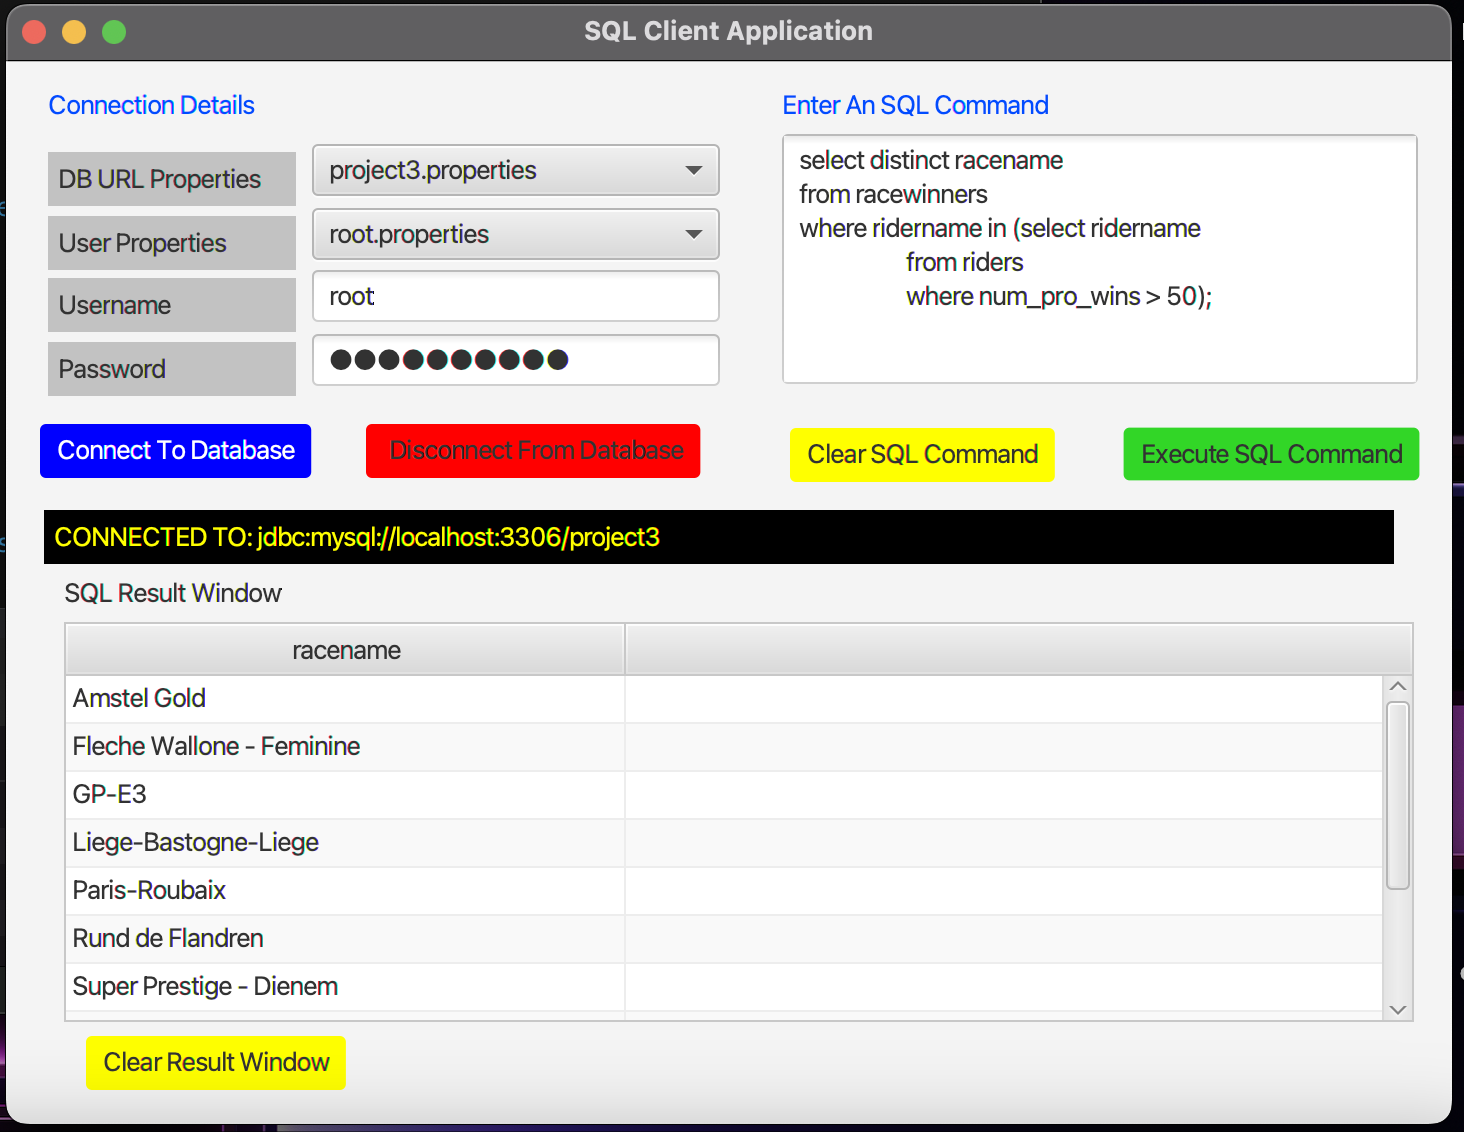 SQL Client Application
Connection Details
DB URL Properties
project3.properties
User Properties
root.properties
Username
root
Password
Connect To Database
Disconnect From Database
Enter An SQL Command
select distinct racename
from racewinners
where ridername in (select ridername
from riders
where num_pro_wins > 50);
Clear SQL Command
Execute SQL Command
CONNECTED TO: jdbc:mysql://localhost:3306/project3
SQL Result Window
racename
Amstel Gold
Fleche Wallone - Feminine
GP-E3
Liege-Bastogne-Liege
Paris-Roubaix
Rund de Flandren
Super Prestige - Dienem
Clear Result Window